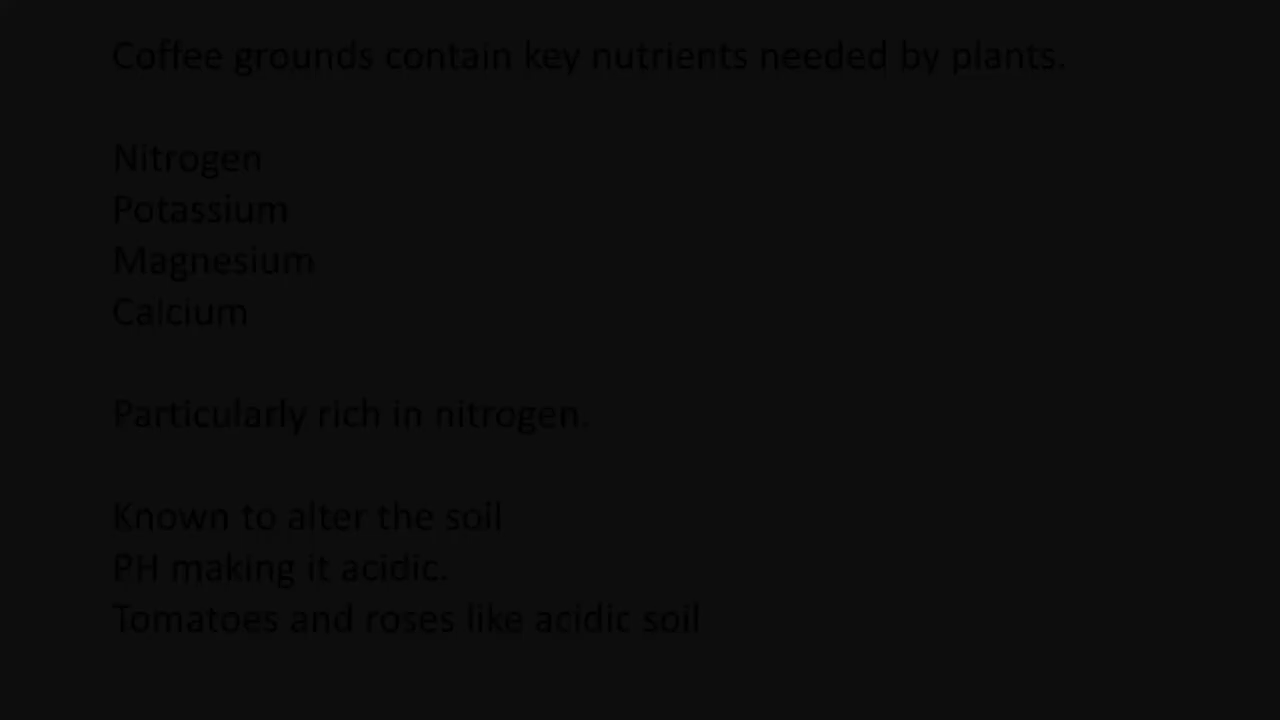 Coffee grounds contain key nutrients needed by plants.
Nitrogen
Potassium
Magnesium
Calcium
Particularly rich in nitrogen.
Known to alter the soil
PH making it acidic.
Tomatoes and roses like acidic soil